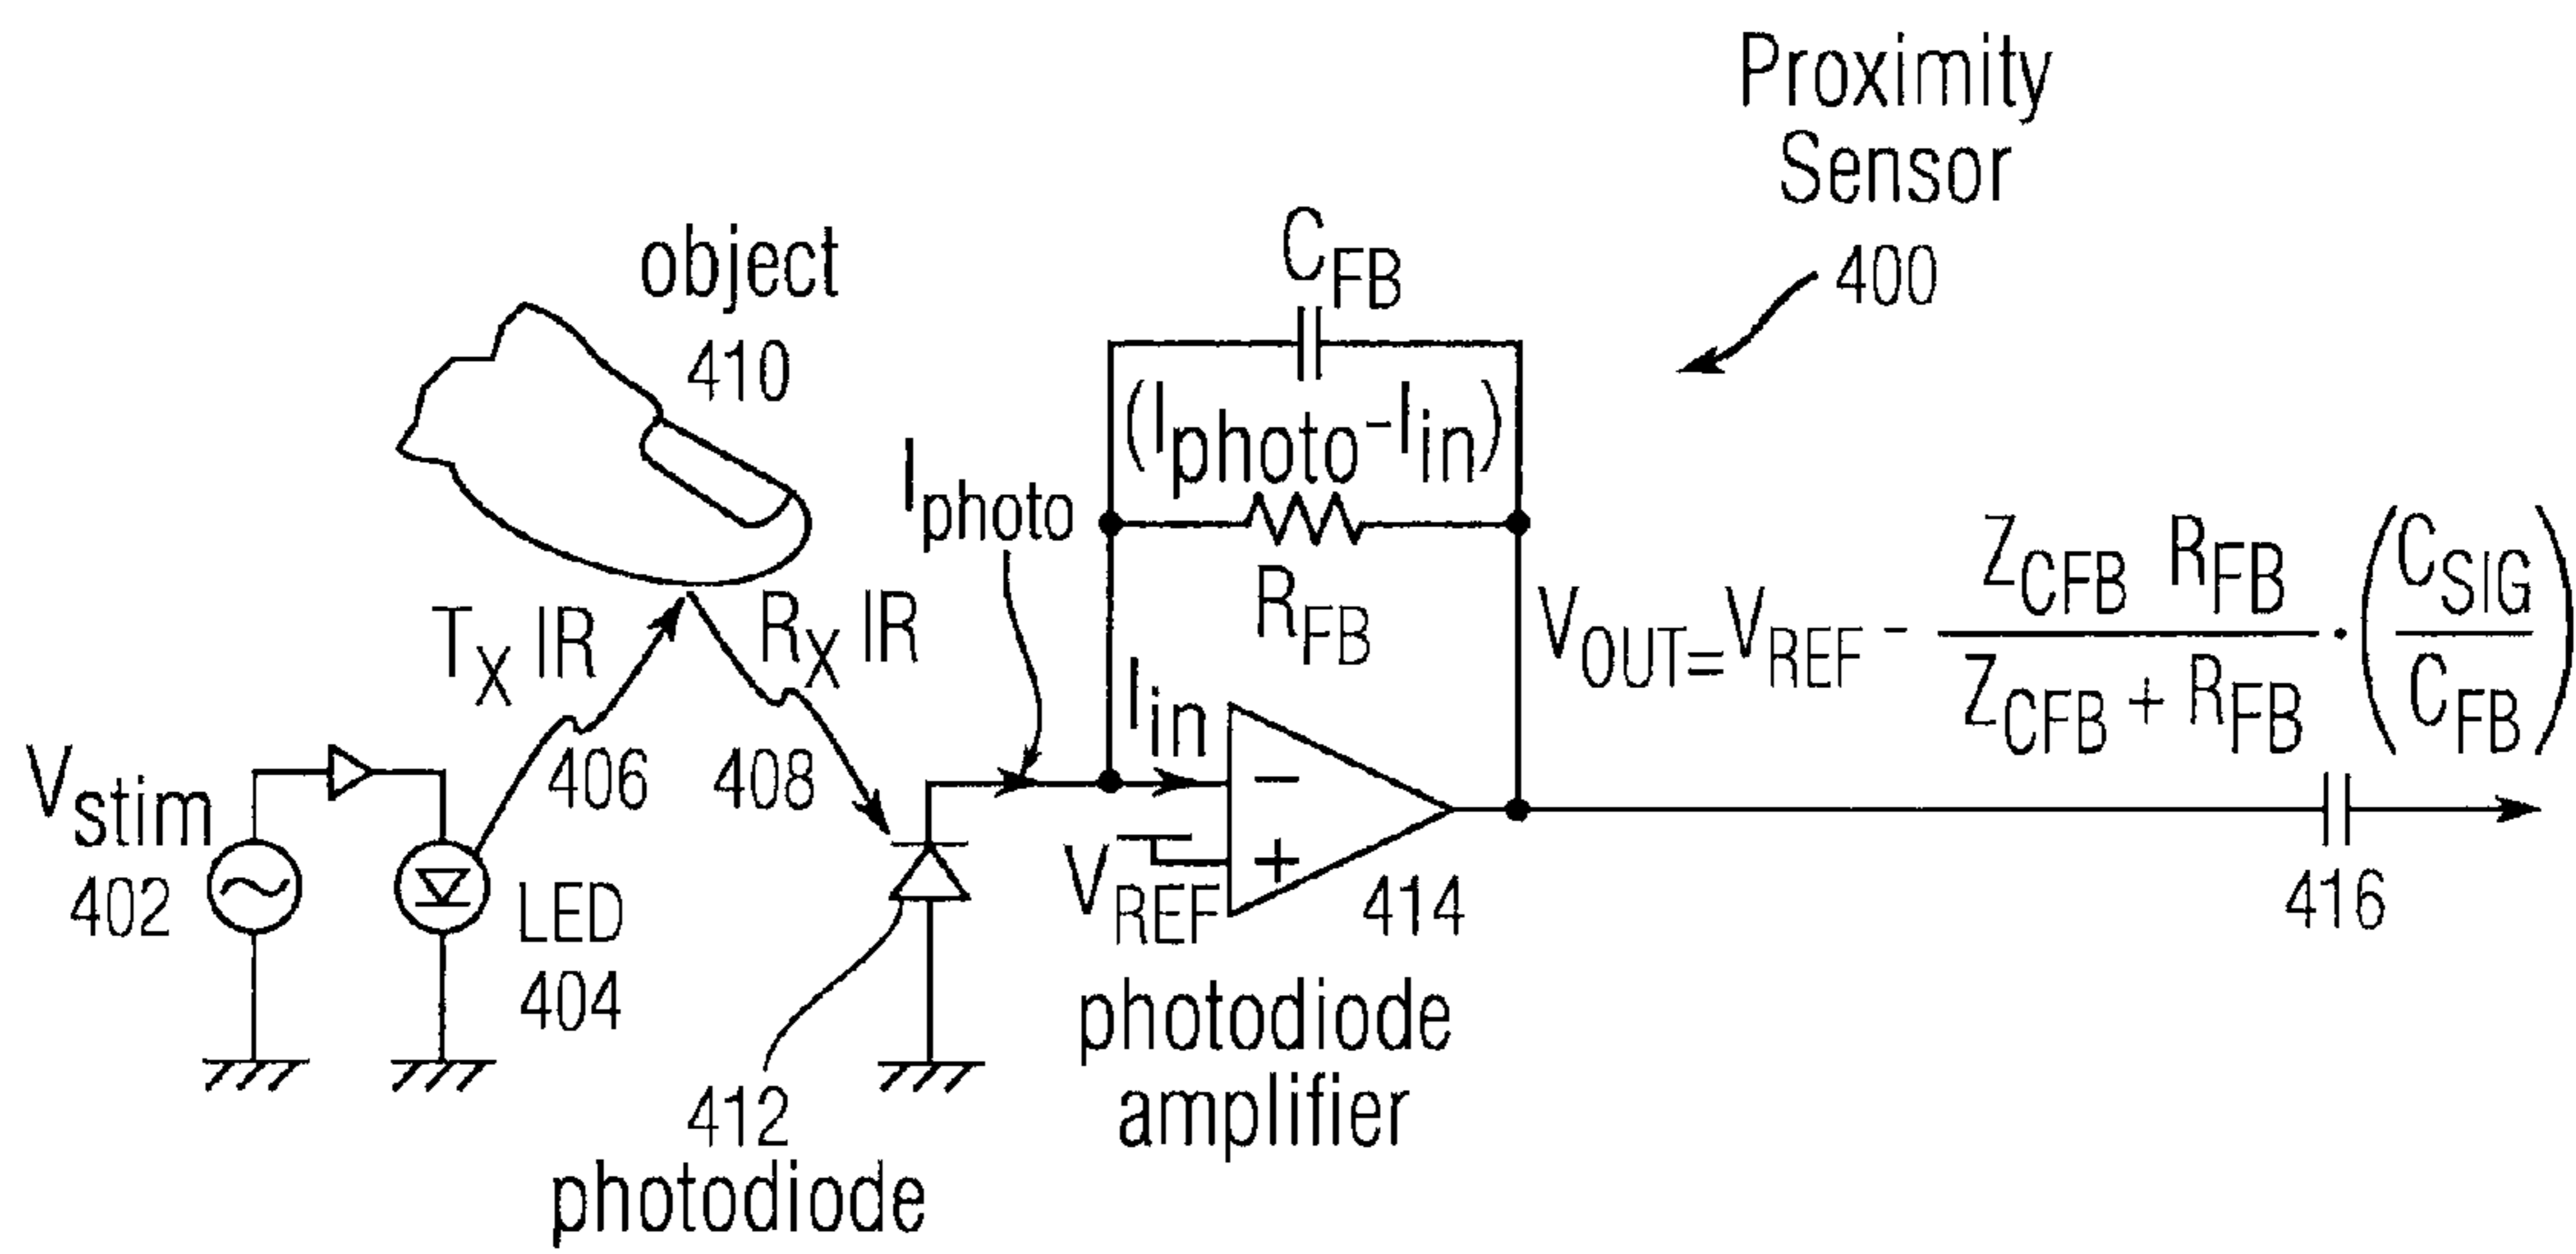 Proximity
Sensor
400
object
410
C_FB
(I_photo-I_in)
I_photo
R_FB
T_X IR
R_X IR
406
408
I_in
V_OUT=V_REF - (Z_CFB R_FB)/(Z_CFB + R_FB) · (C_SIG/C_FB)
V_stim
402
LED
404
−
+
V_REF
414
416
photodiode
amplifier
412
photodiode